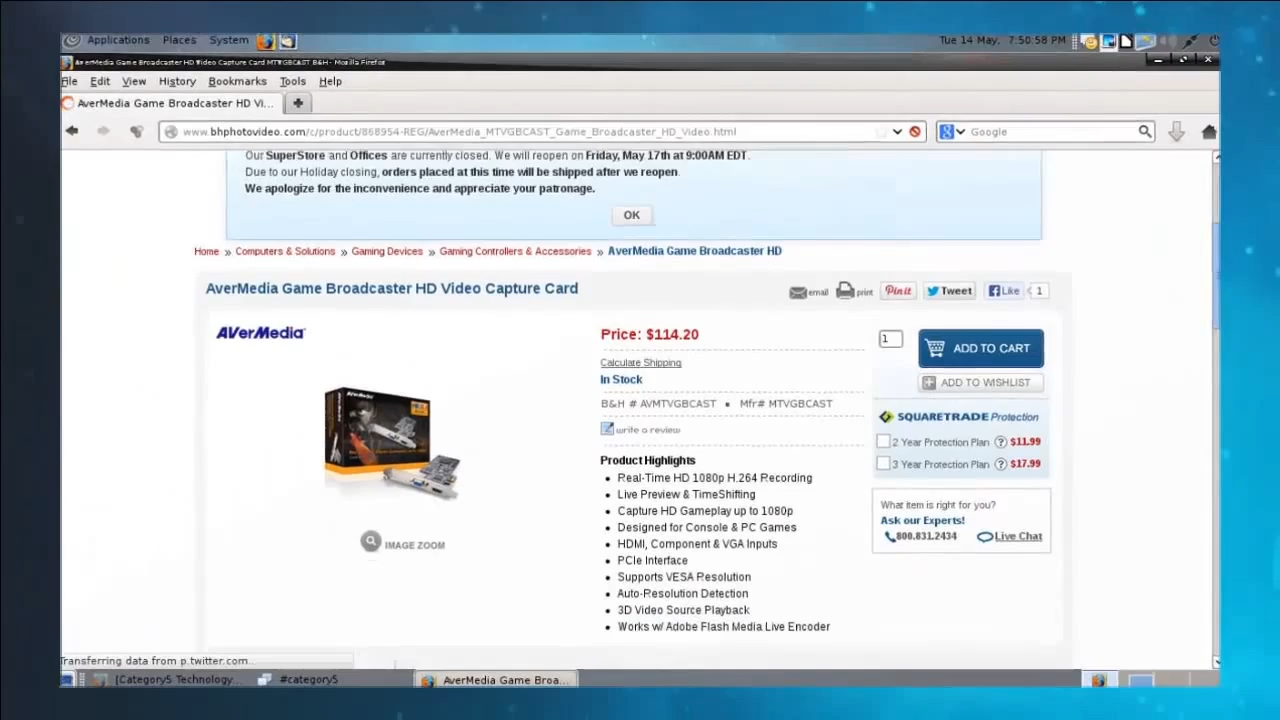 Applications Places System Tue 14 May, 7:50:58 PM
AverMedia Game Broadcaster HD Video Capture Card MTVGBCAST B&H - Mozilla Firefox
File Edit View History Bookmarks Tools Help
AverMedia Game Broadcaster HD Vi...
www.bhphotovideo.com/c/product/868954-REG/AverMedia_MTVGBCAST_Game_Broadcaster_HD_Video.html Google
Our SuperStore and Offices are currently closed. We will reopen on Friday, May 17th at 9:00AM EDT.
Due to our Holiday closing, orders placed at this time will be shipped after we reopen.
We apologize for the inconvenience and appreciate your patronage.
OK
Home » Computers & Solutions » Gaming Devices » Gaming Controllers & Accessories » AverMedia Game Broadcaster HD
AverMedia Game Broadcaster HD Video Capture Card
email print Pin it Tweet Like 1
AVerMedia
Price: $114.20
1 ADD TO CART
Calculate Shipping
In Stock
ADD TO WISHLIST
B&H # AVMTVGBCAST • Mfr# MTVGBCAST
write a review
SQUARETRADE Protection
2 Year Protection Plan ? $11.99
3 Year Protection Plan ? $17.99
Product Highlights
• Real-Time HD 1080p H.264 Recording
• Live Preview & TimeShifting
• Capture HD Gameplay up to 1080p
• Designed for Console & PC Games
• HDMI, Component & VGA Inputs
• PCIe Interface
• Supports VESA Resolution
• Auto-Resolution Detection
• 3D Video Source Playback
• Works w/ Adobe Flash Media Live Encoder
What item is right for you?
Ask our Experts!
800.831.2434 Live Chat
AVerMedia
IMAGE ZOOM
Transferring data from p.twitter.com...
[Category5 Technology... #category5 AverMedia Game Broa...